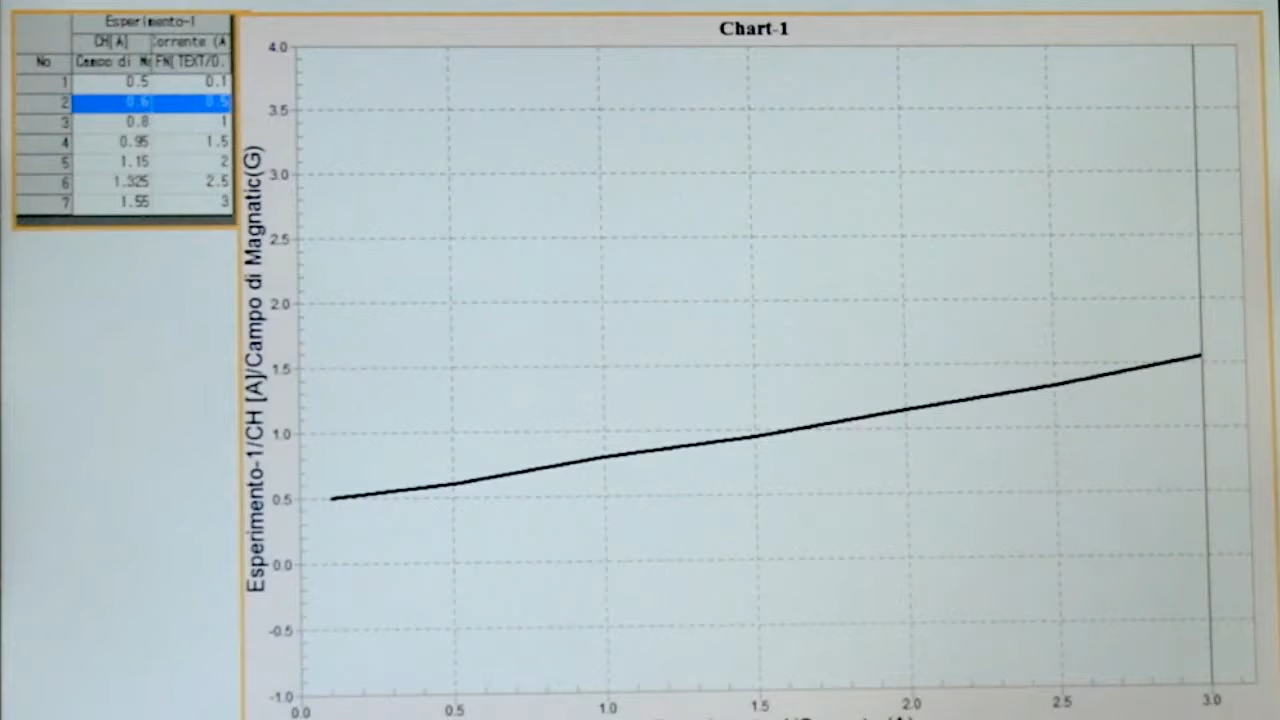 Esperimento-1
CH[A] Corrente (A
No Campo di Ma FN[TEXT/0.
1 0.5 0.1
2 0.6 0.5
3 0.8 1
4 0.95 1.5
5 1.15 2
6 1.325 2.5
7 1.55 3
Chart-1
Esperimento-1/CH [A]/Campo di Magnatic(G)
4.0
3.5
3.0
2.5
2.0
1.5
1.0
0.5
0.0
-0.5
-1.0
0.0 0.5 1.0 1.5 2.0 2.5 3.0